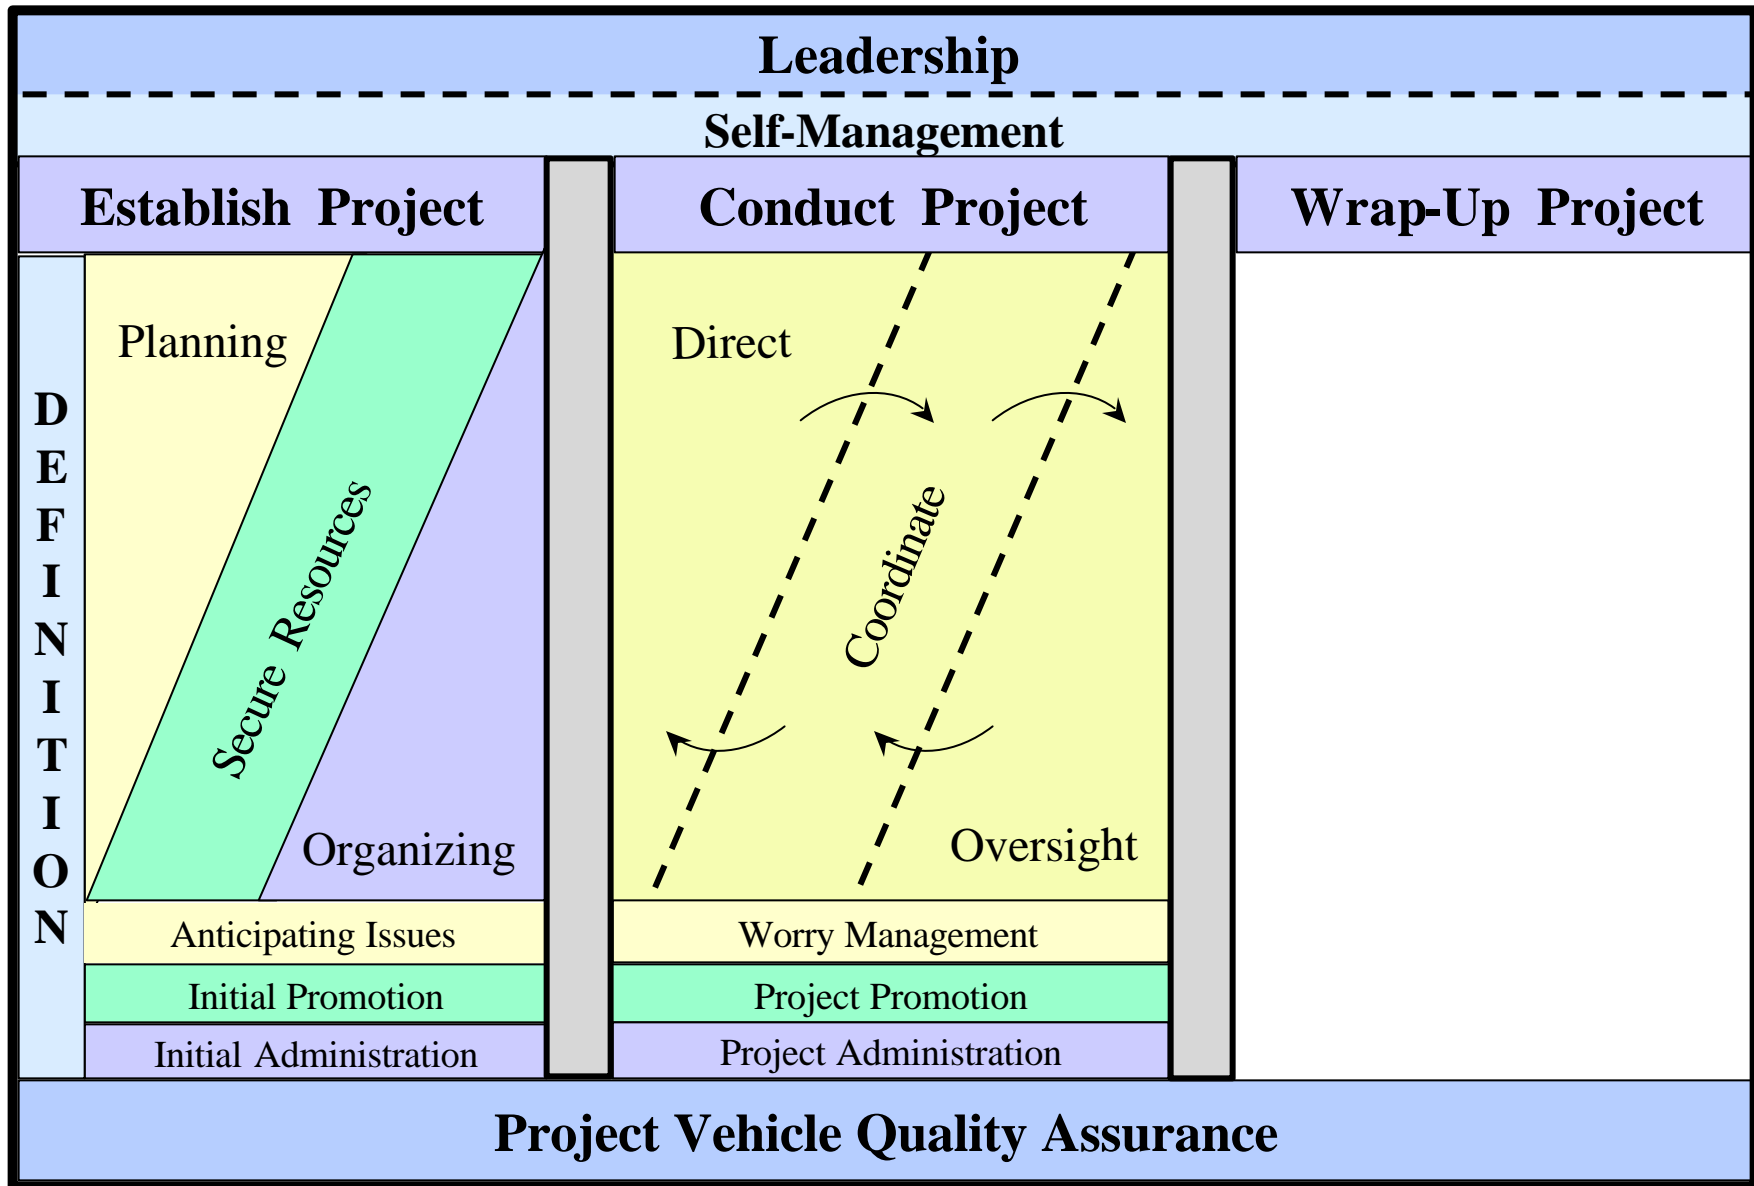 Leadership
Self-Management
Establish Project
Conduct Project
Wrap-Up Project
DEFINITION
Planning
Secure Resources
Organizing
Anticipating Issues
Initial Promotion
Initial Administration
Direct
Coordinate
Oversight
Worry Management
Project Promotion
Project Administration
Project Vehicle Quality Assurance